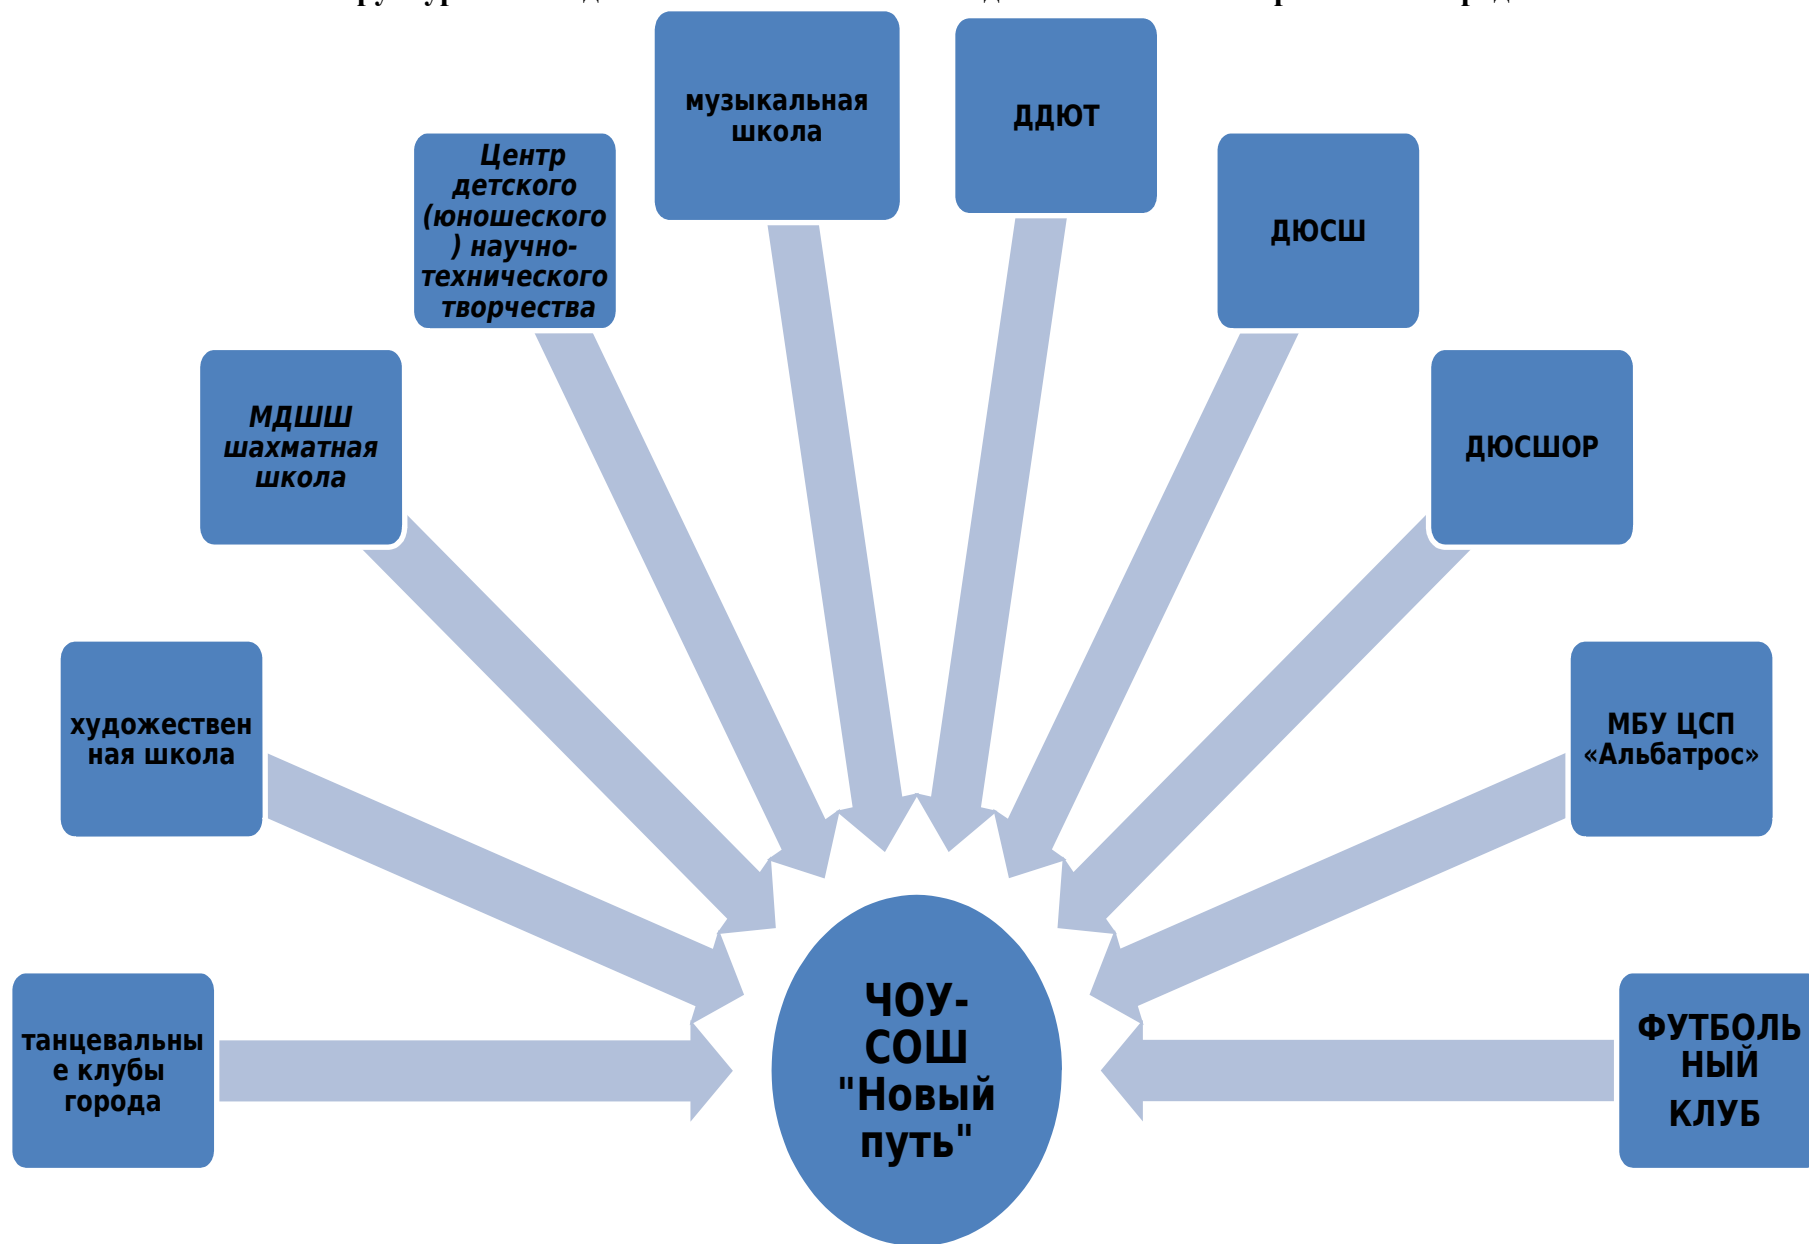 музыкальная
школа
ДДЮТ
Центр
детского
(юношеского
) научно-
технического
творчества
ДЮСШ
МДШШ
шахматная
школа
ДЮСШОР
художествен
ная школа
МБУ ЦСП
«Альбатрос»
танцевальны
е клубы
города
ЧОУ-
СОШ
"Новый
путь"
ФУТБОЛЬ
НЫЙ
КЛУБ